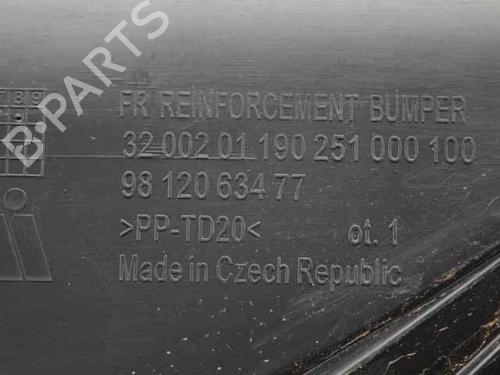 B-PARTS
FR REINFORCEMENT BUMPER
32 002 01 190 251 000 100
98 120 634 77
>PP-TD20< ot. 1
Made in Czech Republic